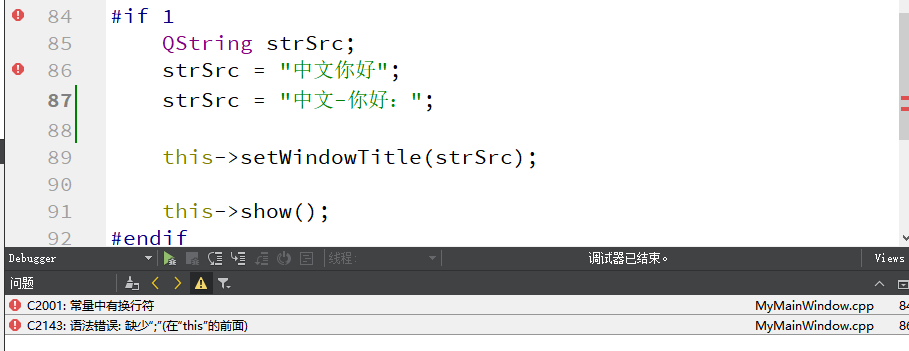 84 #if 1
85 QString strSrc;
86 strSrc = "中文你好";
87 strSrc = "中文-你好：";
88
89 this->setWindowTitle(strSrc);
90
91 this->show();
92 #endif
Debugger 线程: 调试器已结束。 Views
问题
C2001: 常量中有换行符 MyMainWindow.cpp 84
C2143: 语法错误: 缺少“;”(在“this”的前面) MyMainWindow.cpp 86